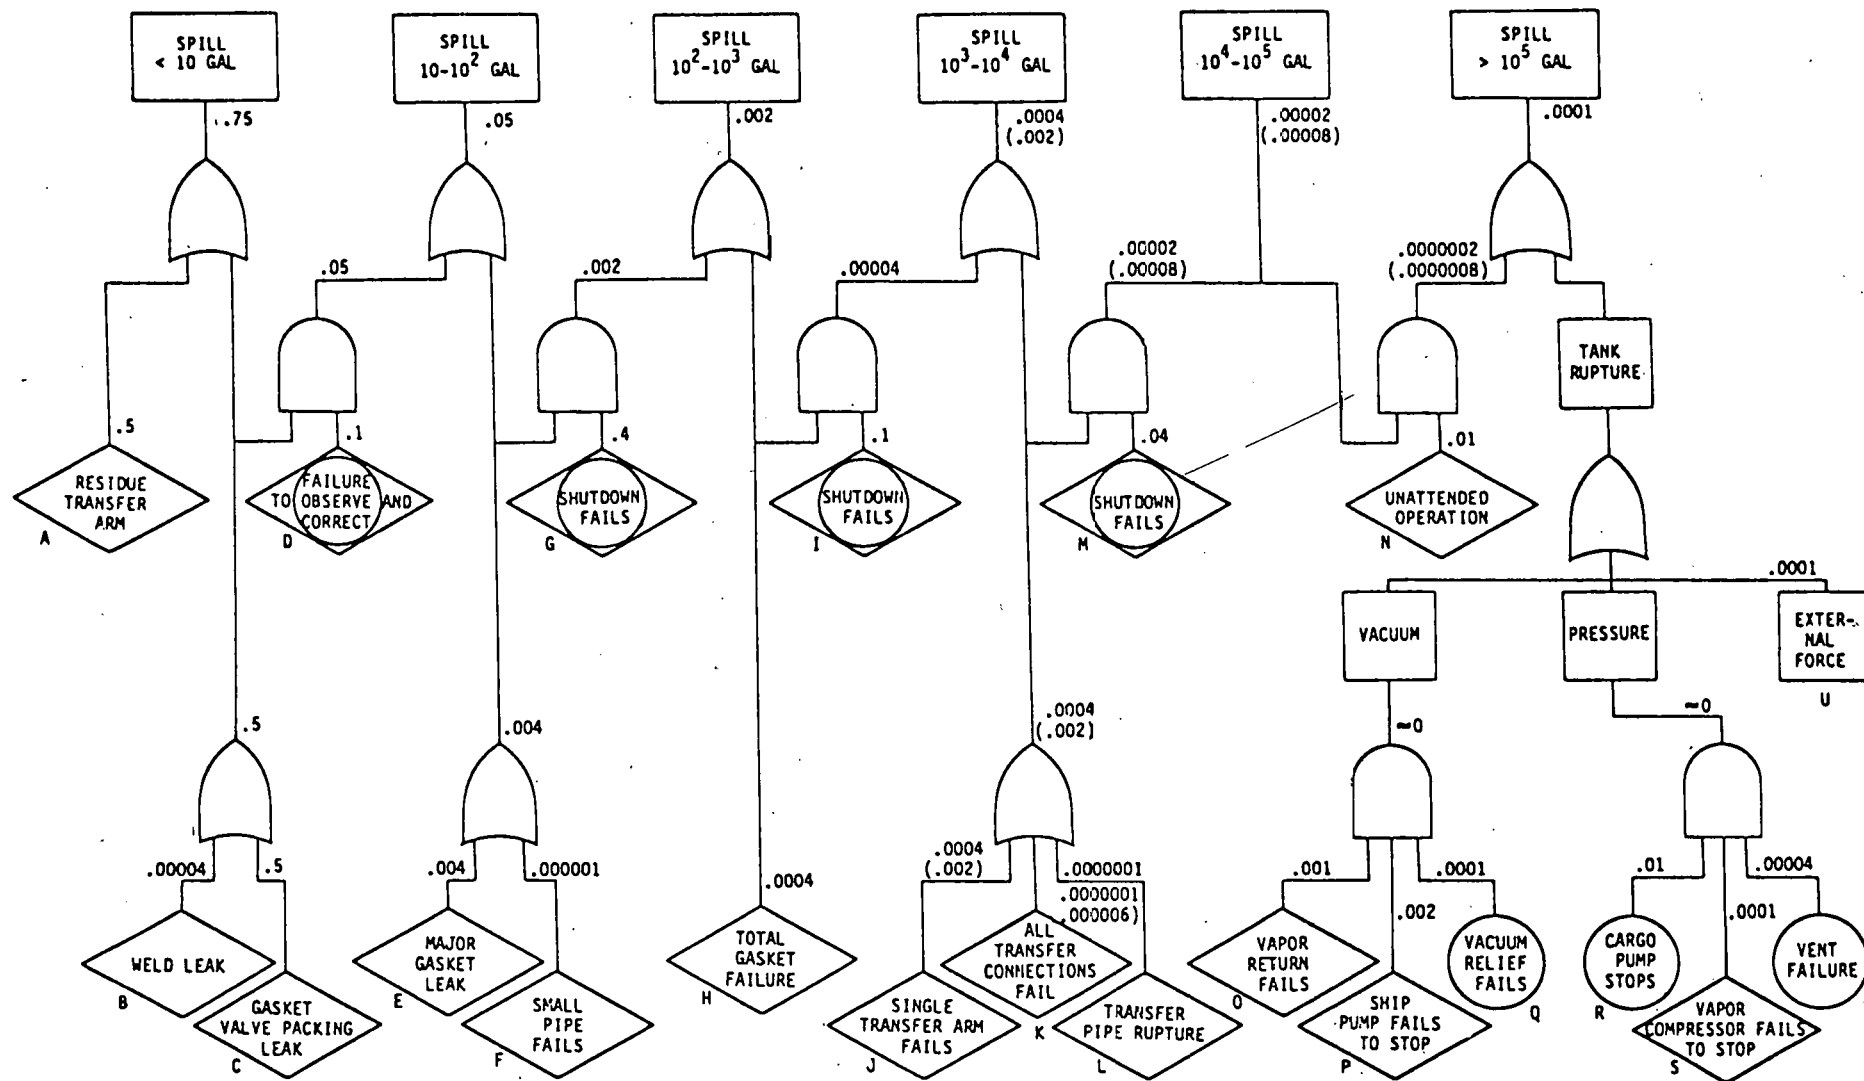 SPILL
< 10 GAL
SPILL
10-10² GAL
SPILL
10²-10³ GAL
SPILL
10³-10⁴ GAL
SPILL
10⁴-10⁵ GAL
SPILL
> 10⁵ GAL
.75
.05
.002
.0004
(.002)
.00002
(.00008)
.0001
.05
.002
.00004
.00002
(.00008)
.0000002
(.0000008)
TANK
RUPTURE
.5
.1
.4
.1
.04
.01
RESIDUE
TRANSFER
ARM
A
FAILURE
TO OBSERVE AND
CORRECT
D
SHUTDOWN
FAILS
G
SHUTDOWN
FAILS
I
SHUTDOWN
FAILS
M
UNATTENDED
OPERATION
N
.0001
VACUUM
PRESSURE
EXTER-
NAL
FORCE
U
.5
.004
.0004
(.002)
≈0
≈0
.00004
.5
.004
.000001
.0004
.0004
(.002)
.0000001
.0000001
.000006)
.001
.002
.0001
.01
.0001
.00004
WELD LEAK
B
GASKET
VALVE PACKING
LEAK
C
MAJOR
GASKET
LEAK
E
SMALL
PIPE
FAILS
F
TOTAL
GASKET
FAILURE
H
SINGLE
TRANSFER ARM
FAILS
J
ALL
TRANSFER
CONNECTIONS
FAIL
K
TRANSFER
PIPE RUPTURE
L
VAPOR
RETURN
FAILS
O
SHIP
PUMP FAILS
TO STOP
P
VACUUM
RELIEF
FAILS
Q
CARGO
PUMP
STOPS
R
VAPOR
COMPRESSOR FAILS
TO STOP
S
VENT
FAILURE